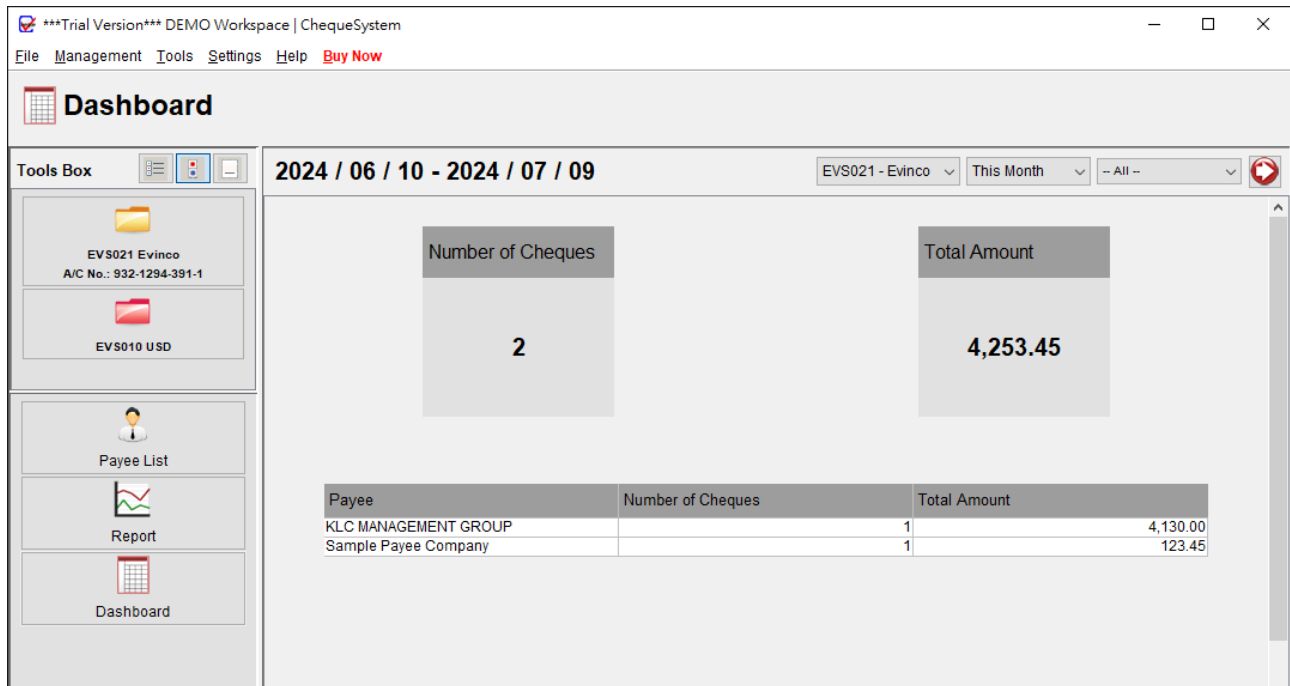 ***Trial Version*** DEMO Workspace | ChequeSystem
File Management Tools Settings Help Buy Now
Dashboard
Tools Box
2024 / 06 / 10 - 2024 / 07 / 09
EVS021 - Evinco
This Month
-- All --
EVS021 Evinco
A/C No.: 932-1294-391-1
EVS010 USD
Payee List
Report
Dashboard
Number of Cheques
2
Total Amount
4,253.45
Payee Number of Cheques Total Amount
KLC MANAGEMENT GROUP 1 4,130.00
Sample Payee Company 1 123.45